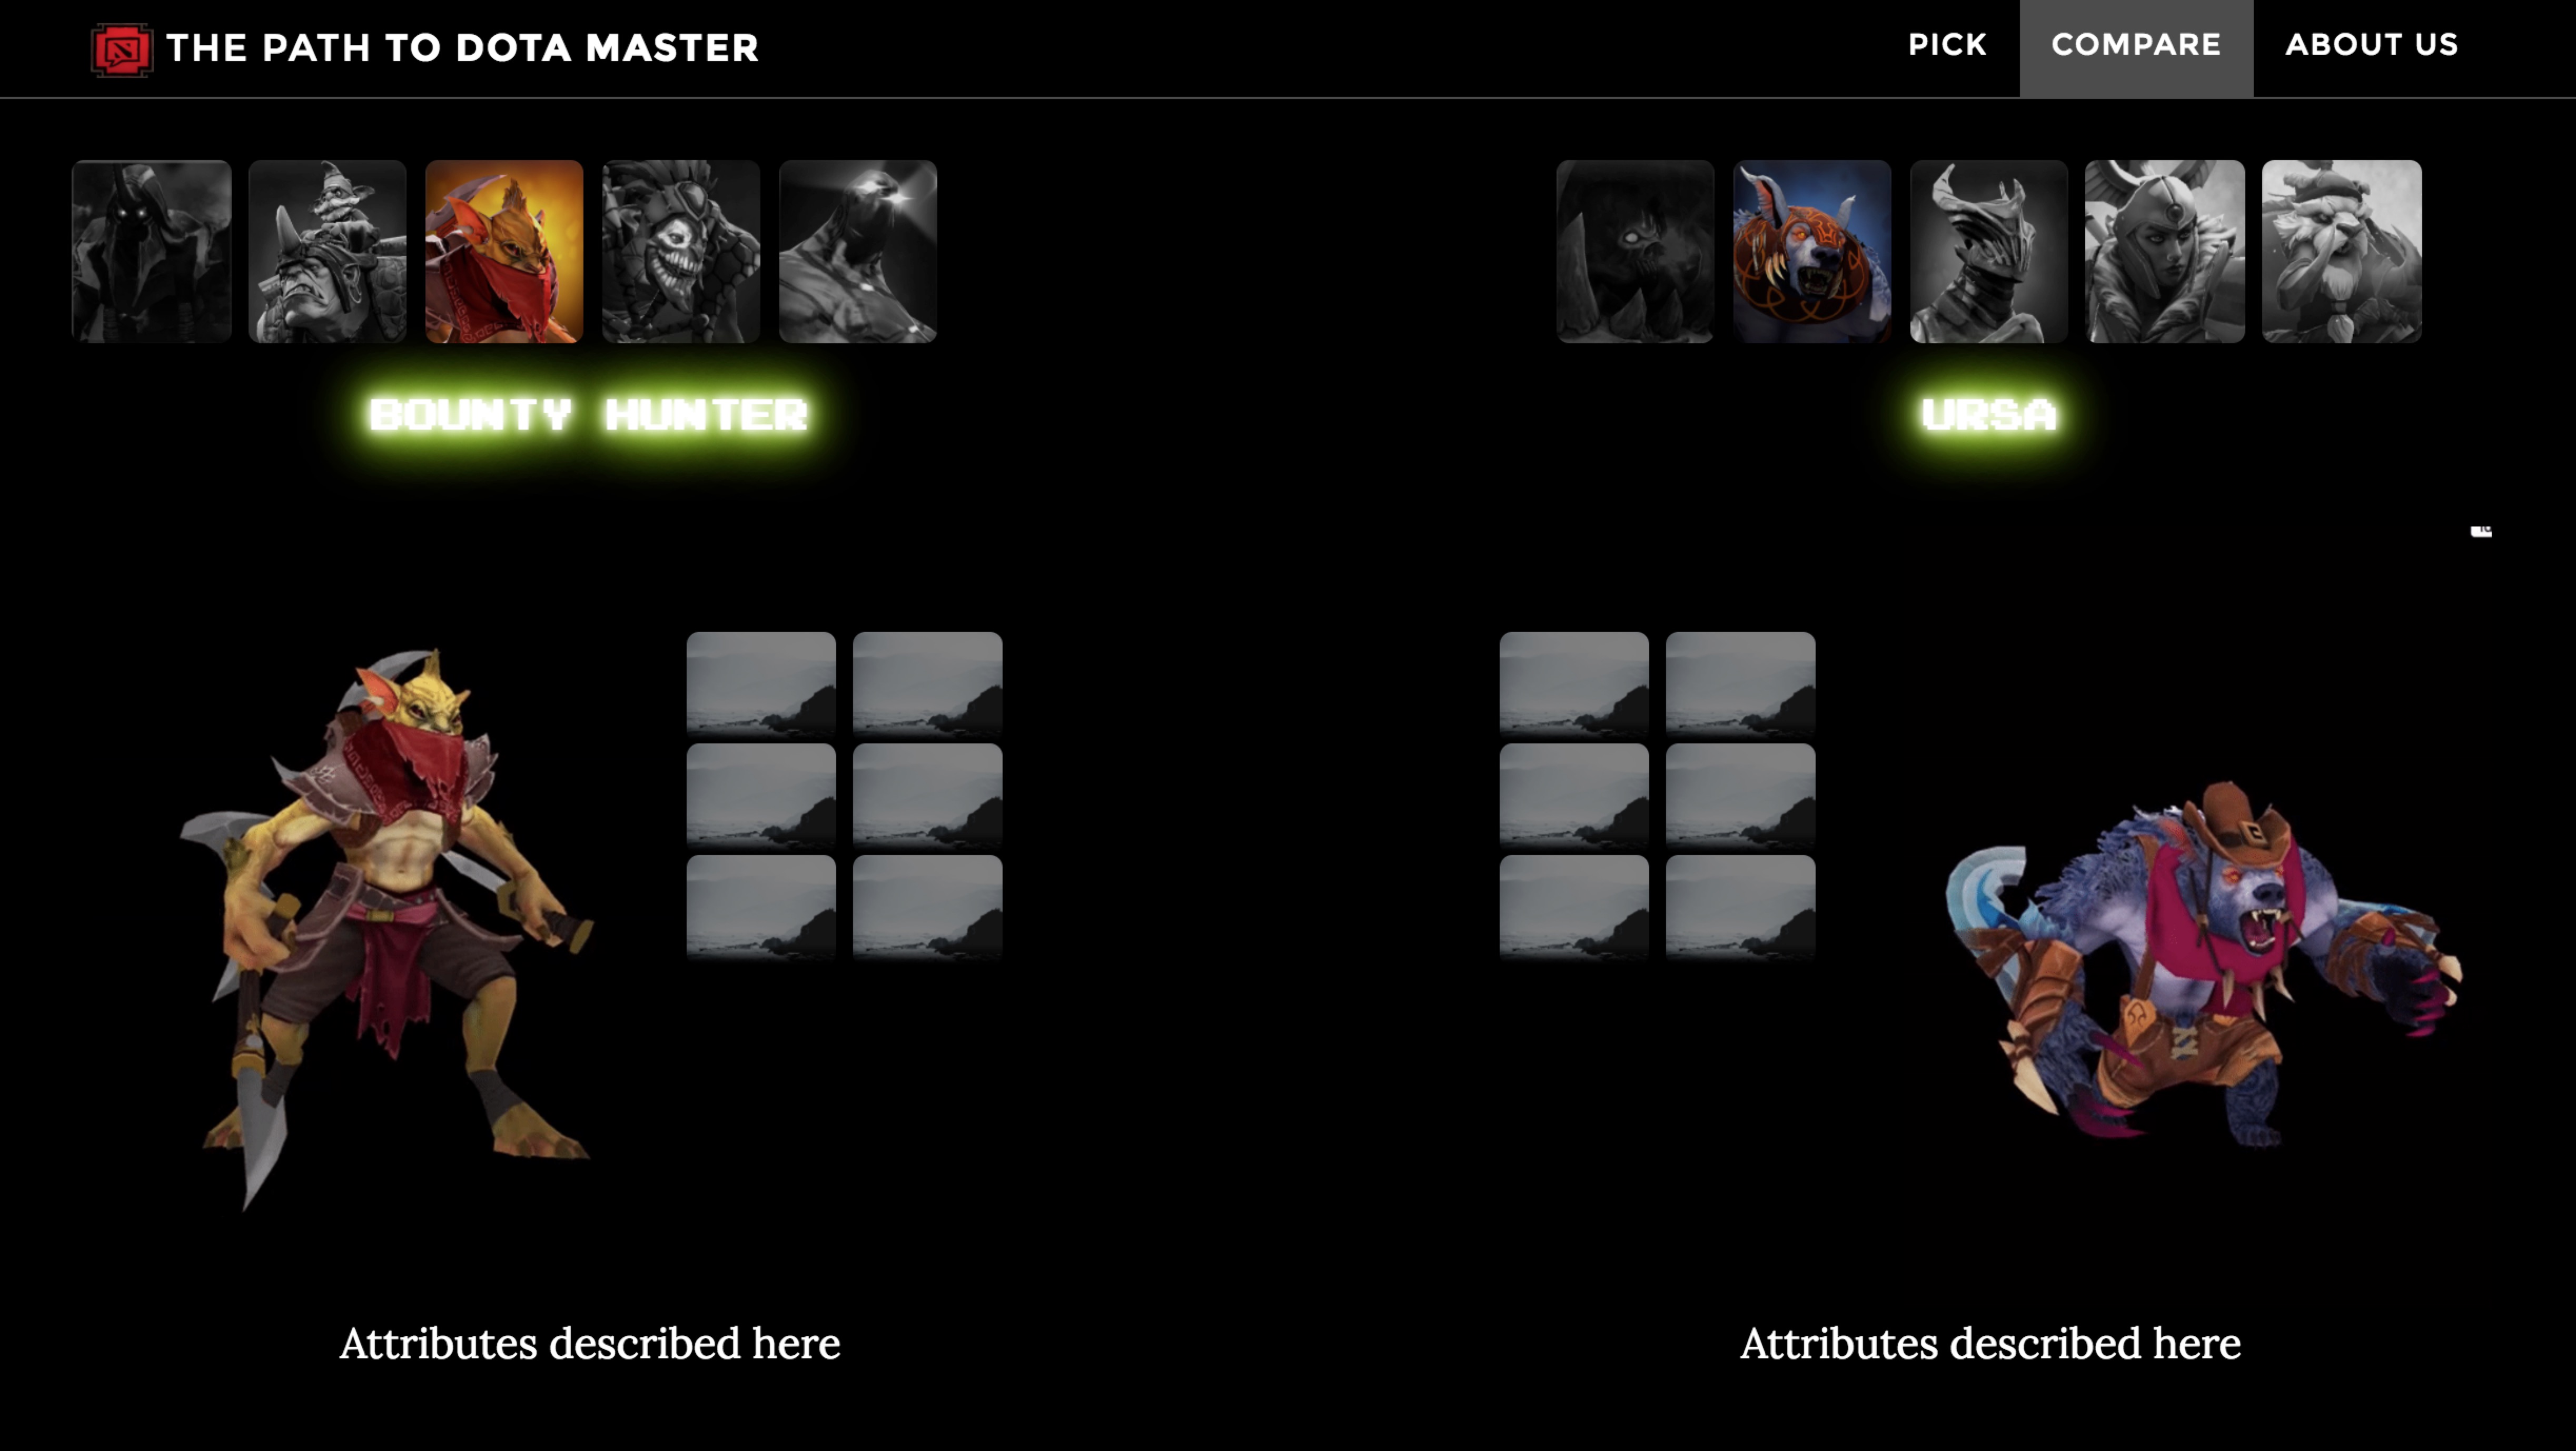 THE PATH TO DOTA MASTER
PICK
COMPARE
ABOUT US
BOUNTY HUNTER
URSA
Attributes described here
Attributes described here